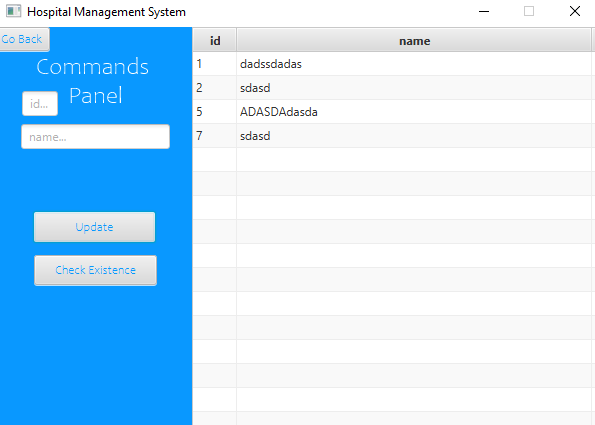 Hospital Management System
Go Back
Commands
Panel
id...
name...
Update
Check Existence
id name
1 dadssdadas
2 sdasd
5 ADASDAdasda
7 sdasd